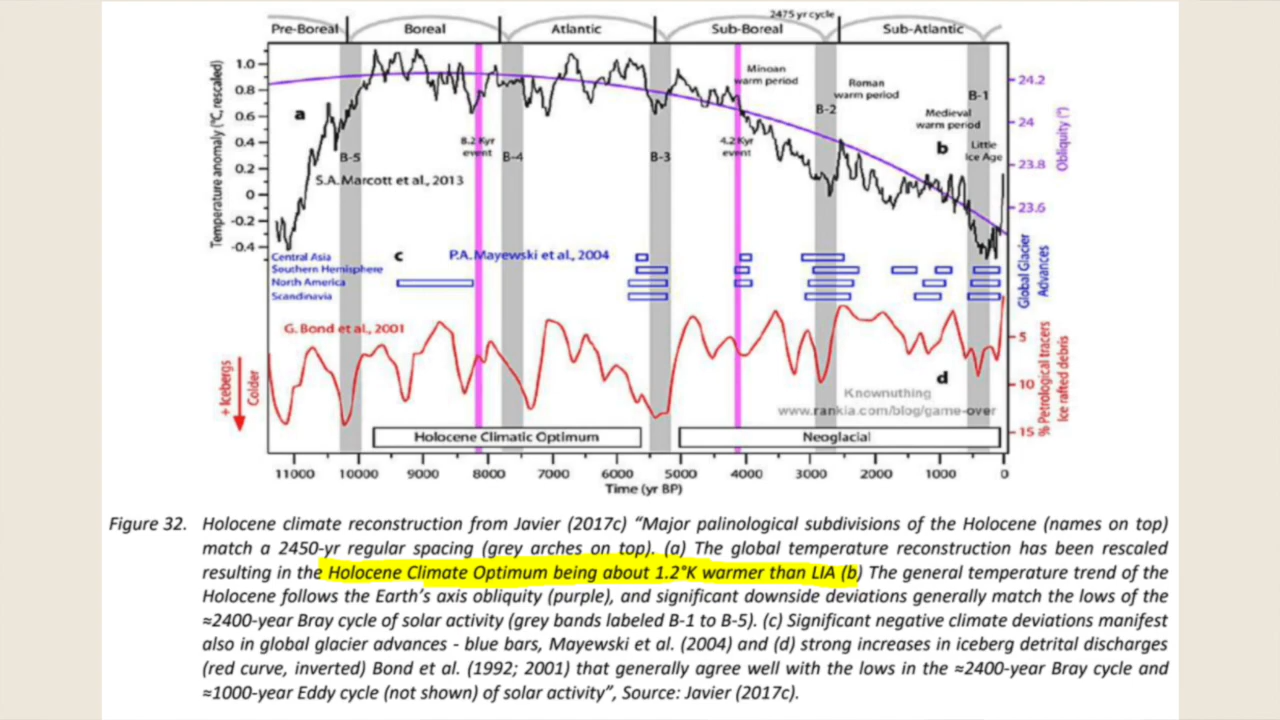 2475 yr cycle
Pre-Boreal
Boreal
Atlantic
Sub-Boreal
Sub-Atlantic
Temperature anomaly (°C, rescaled)
1.0
0.8
0.6
0.4
0.2
0
-0.2
-0.4
a
S.A.Marcott et al., 2013
B-5
8.2 Kyr
event
B-4
B-3
4.2 Kyr
event
Minoan
warm period
B-2
Roman
warm period
Medieval
warm period
b
B-1
Little
Ice Age
24.2
24
23.8
23.6
Obliquity (°)
Central Asia
Southern Hemisphere
North America
Scandinavia
c
P.A. Mayewski et al., 2004
Global Glacier
Advances
G. Bond et al., 2001
+ Icebergs
Colder
d
Knownuthing
www.rankia.com/blog/game-over
5
10
15
% Petrological tracers
Ice rafted debris
Holocene Climatic Optimum
Neoglacial
11000 10000 9000 8000 7000 6000 5000 4000 3000 2000 1000 0
Time (yr BP)
Figure 32. Holocene climate reconstruction from Javier (2017c) “Major palinological subdivisions of the Holocene (names on top)
match a 2450-yr regular spacing (grey arches on top). (a) The global temperature reconstruction has been rescaled
resulting in the Holocene Climate Optimum being about 1.2°K warmer than LIA (b) The general temperature trend of the
Holocene follows the Earth’s axis obliquity (purple), and significant downside deviations generally match the lows of the
≈2400-year Bray cycle of solar activity (grey bands labeled B-1 to B-5). (c) Significant negative climate deviations manifest
also in global glacier advances - blue bars, Mayewski et al. (2004) and (d) strong increases in iceberg detrital discharges
(red curve, inverted) Bond et al. (1992; 2001) that generally agree well with the lows in the ≈2400-year Bray cycle and
≈1000-year Eddy cycle (not shown) of solar activity”, Source: Javier (2017c).